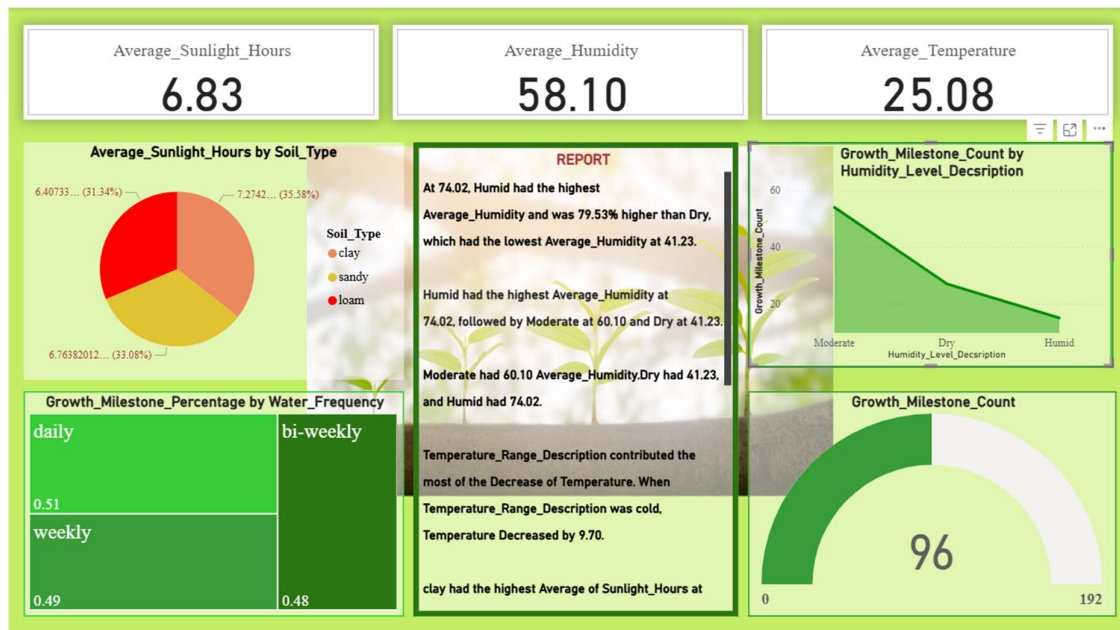 Average_Sunlight_Hours
6.83
Average_Humidity
58.10
Average_Temperature
25.08
Average_Sunlight_Hours by Soil_Type
6.40733... (31.34%)
7.2742... (35.58%)
6.76382012... (33.08%)
Soil_Type
clay
sandy
loam
REPORT
At 74.02, Humid had the highest
Average_Humidity and was 79.53% higher than Dry,
which had the lowest Average_Humidity at 41.23.
Humid had the highest Average_Humidity at
74.02, followed by Moderate at 60.10 and Dry at 41.23.
Moderate had 60.10 Average_Humidity.Dry had 41.23,
and Humid had 74.02.
Temperature_Range_Description contributed the
most of the Decrease of Temperature. When
Temperature_Range_Description was cold,
Temperature Decreased by 9.70.
clay had the highest Average of Sunlight_Hours at
Growth_Milestone_Count by
Humidity_Level_Decsription
Growth_Milestone_Count
60
40
20
Moderate
Dry
Humid
Humidity_Level_Decsription
Growth_Milestone_Percentage by Water_Frequency
daily
0.51
weekly
0.49
bi-weekly
0.48
Growth_Milestone_Count
96
0
192